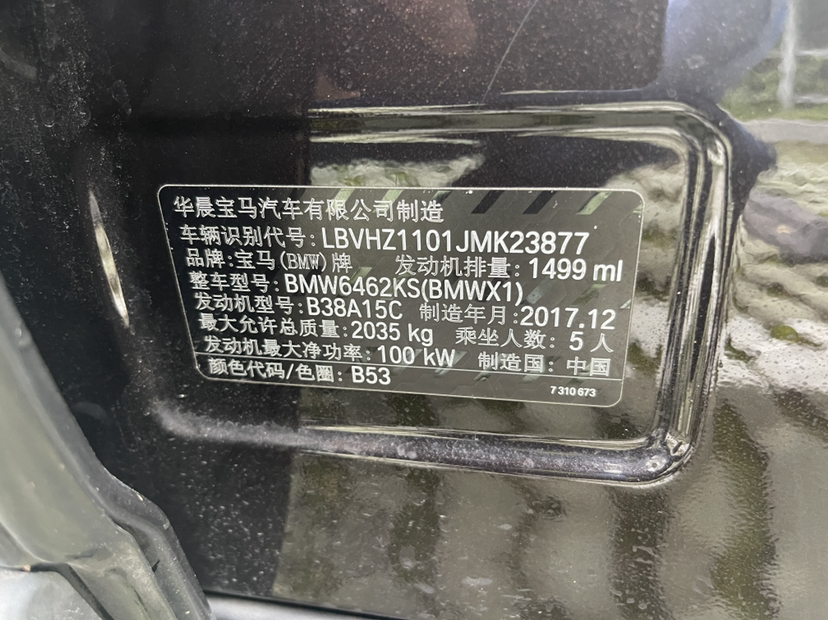 华晨宝马汽车有限公司制造
车辆识别代号: LBVHZ1101JMK23877
品牌: 宝马(BMW)牌 发动机排量: 1499 ml
整车型号: BMW6462KS(BMWX1)
发动机型号: B38A15C 制造年月: 2017.12
最大允许总质量: 2035 kg 乘坐人数: 5 人
发动机最大净功率: 100 kW 制造国: 中国
颜色代码/色圈: B53
7 310 673